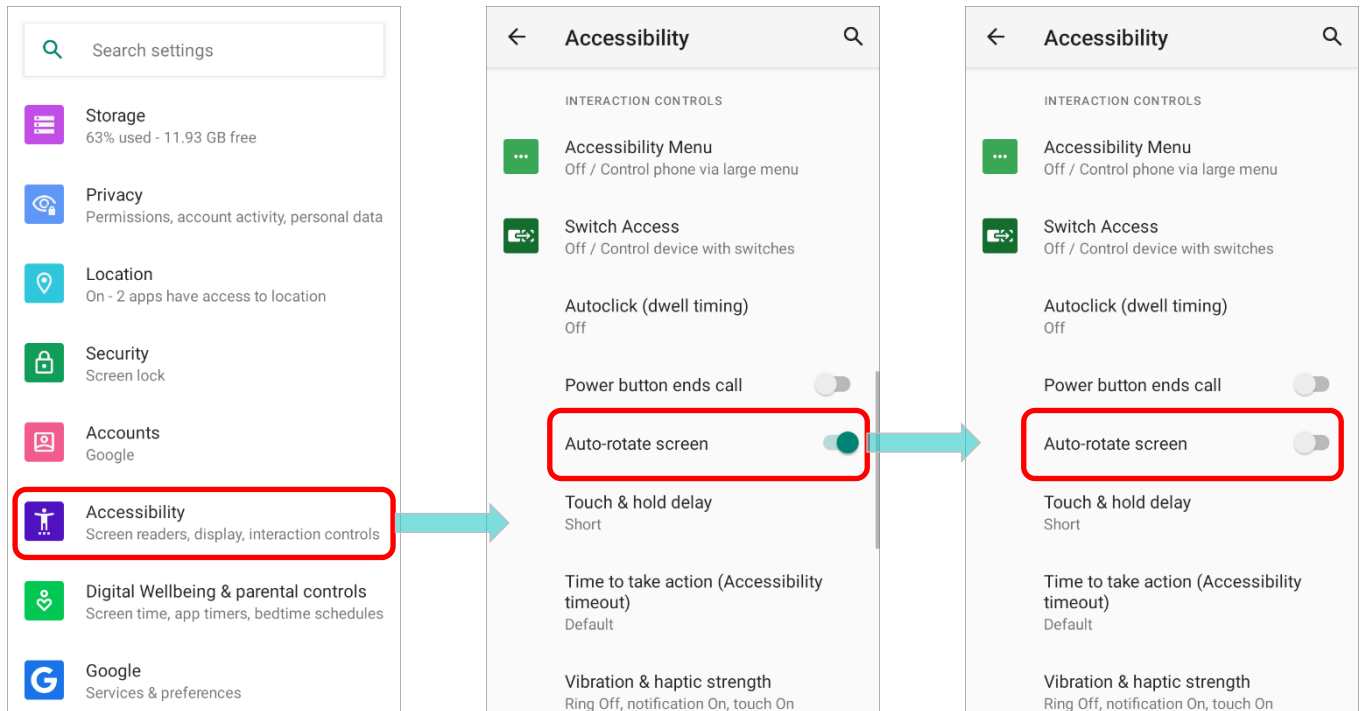 Search settings
Storage
63% used - 11.93 GB free
Privacy
Permissions, account activity, personal data
Location
On - 2 apps have access to location
Security
Screen lock
Accounts
Google
Accessibility
Screen readers, display, interaction controls
Digital Wellbeing & parental controls
Screen time, app timers, bedtime schedules
G
Google
Services & preferences
Accessibility
INTERACTION CONTROLS
Accessibility Menu
Off / Control phone via large menu
Switch Access
Off / Control device with switches
Autoclick (dwell timing)
Off
Power button ends call
Auto-rotate screen
Touch & hold delay
Short
Time to take action (Accessibility
timeout)
Default
Vibration & haptic strength
Ring Off, notification On, touch On
Accessibility
INTERACTION CONTROLS
Accessibility Menu
Off / Control phone via large menu
Switch Access
Off / Control device with switches
Autoclick (dwell timing)
Off
Power button ends call
Auto-rotate screen
Touch & hold delay
Short
Time to take action (Accessibility
timeout)
Default
Vibration & haptic strength
Ring Off, notification On, touch On